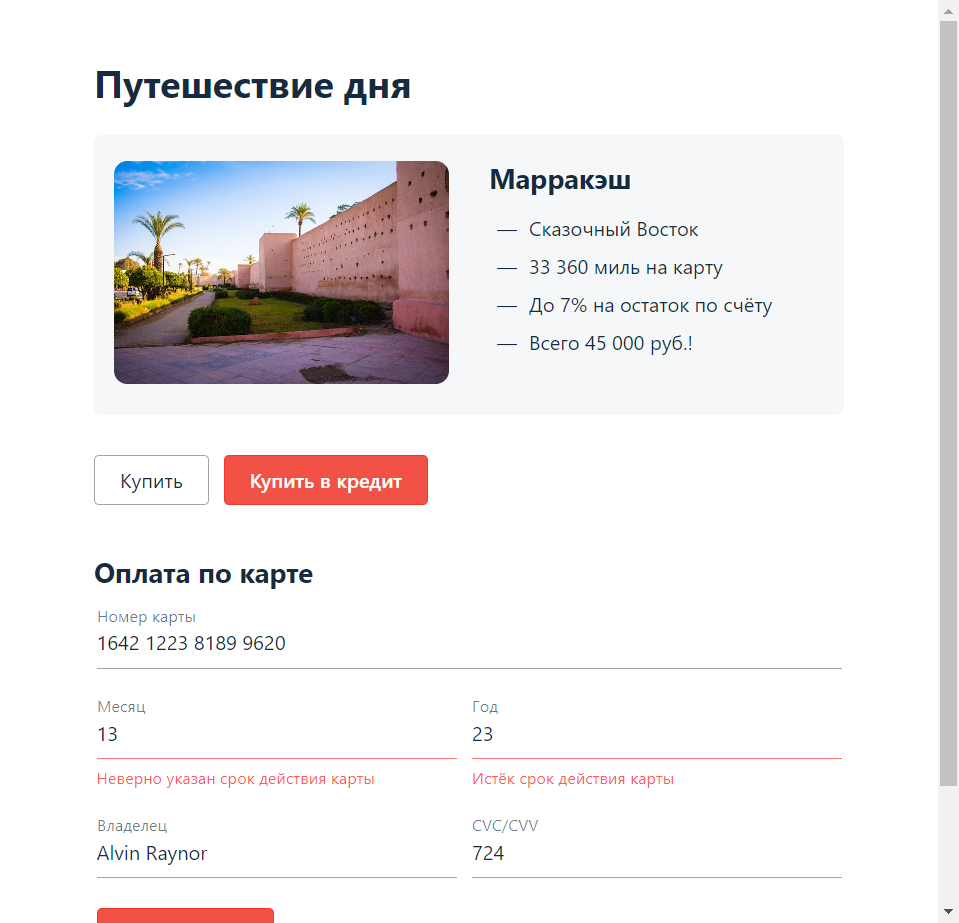 Путешествие дня
Марракэш
— Сказочный Восток
— 33 360 миль на карту
— До 7% на остаток по счёту
— Всего 45 000 руб.!
Купить
Купить в кредит
Оплата по карте
Номер карты
1642 1223 8189 9620
Месяц
Год
13
23
Неверно указан срок действия карты
Истёк срок действия карты
Владелец
CVC/CVV
Alvin Raynor
724